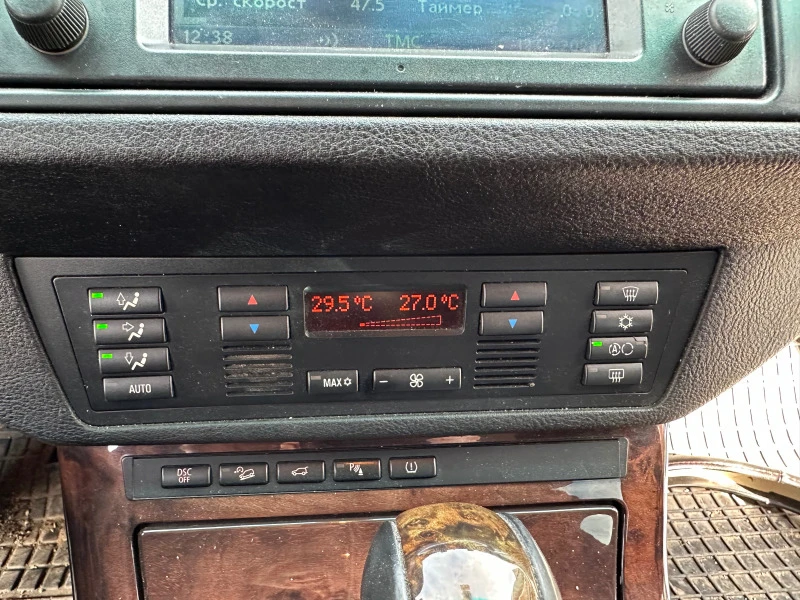 Ср. скорост 47.5 Таймер
12:38 TMC
29.5°C 27.0°C
AUTO
MAX
- +
A
DSC
OFF
P